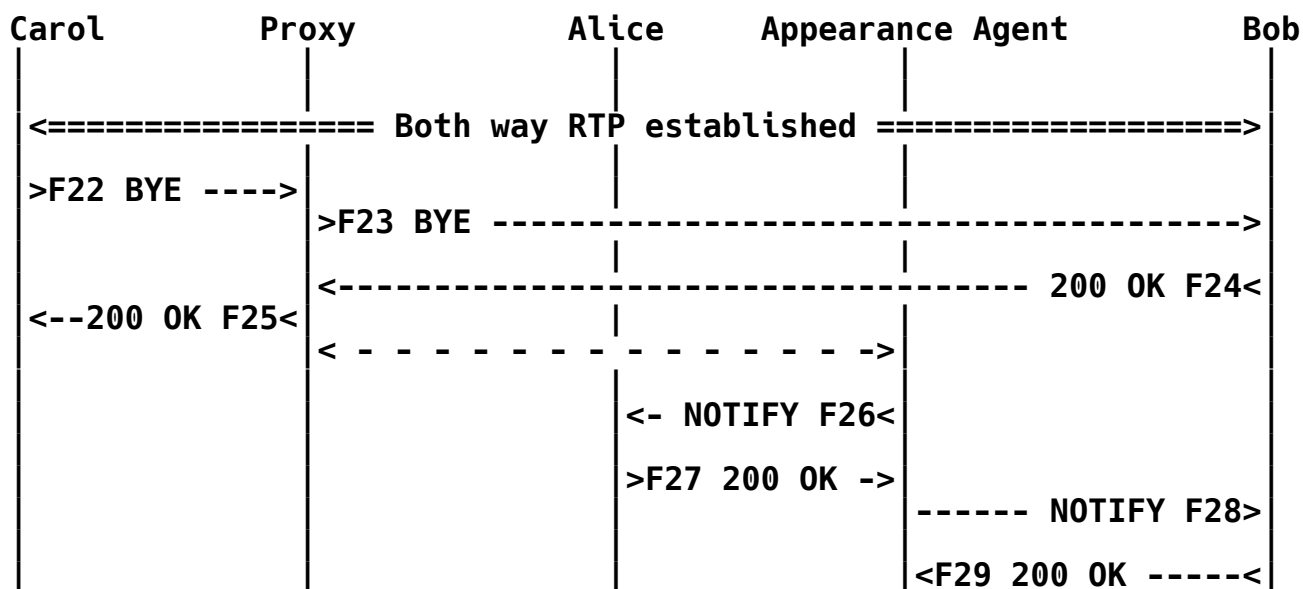 Carol Proxy Alice Appearance Agent Bob
<================= Both way RTP established ===================>
>F22 BYE ---->
>F23 BYE --------------------------------------->
<------------------------------------ 200 OK F24<
<--200 OK F25<
< - - - - - - - - - - - - - ->
<- NOTIFY F26<
>F27 200 OK ->
------ NOTIFY F28>
<F29 200 OK -----<